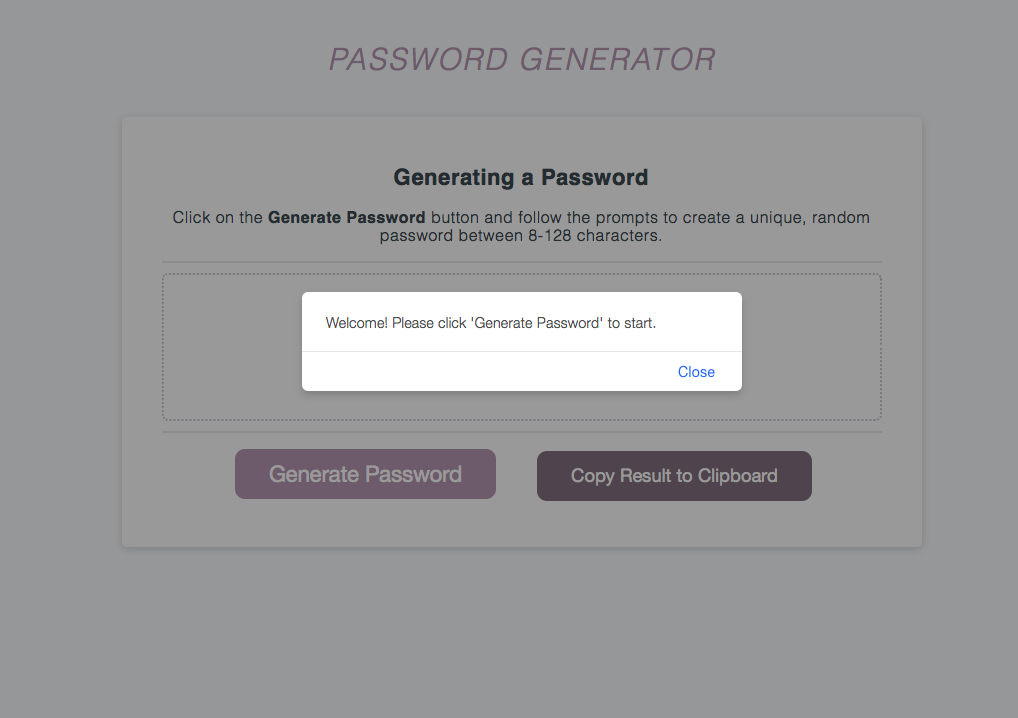 PASSWORD GENERATOR
Generating a Password
Click on the Generate Password button and follow the prompts to create a unique, random
password between 8-128 characters.
Welcome! Please click 'Generate Password' to start.
Close
Generate Password
Copy Result to Clipboard